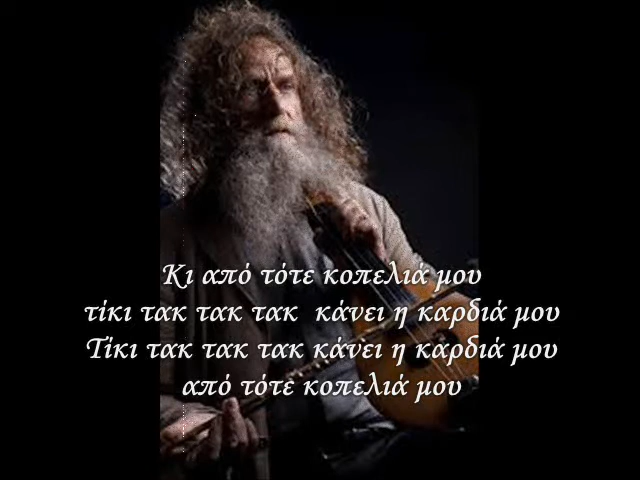 Κι από τότε κοπελιά μου
τίκι τακ τακ τακ κάνει η καρδιά μου
Τίκι τακ τακ τακ κάνει η καρδιά μου
από τότε κοπελιά μου